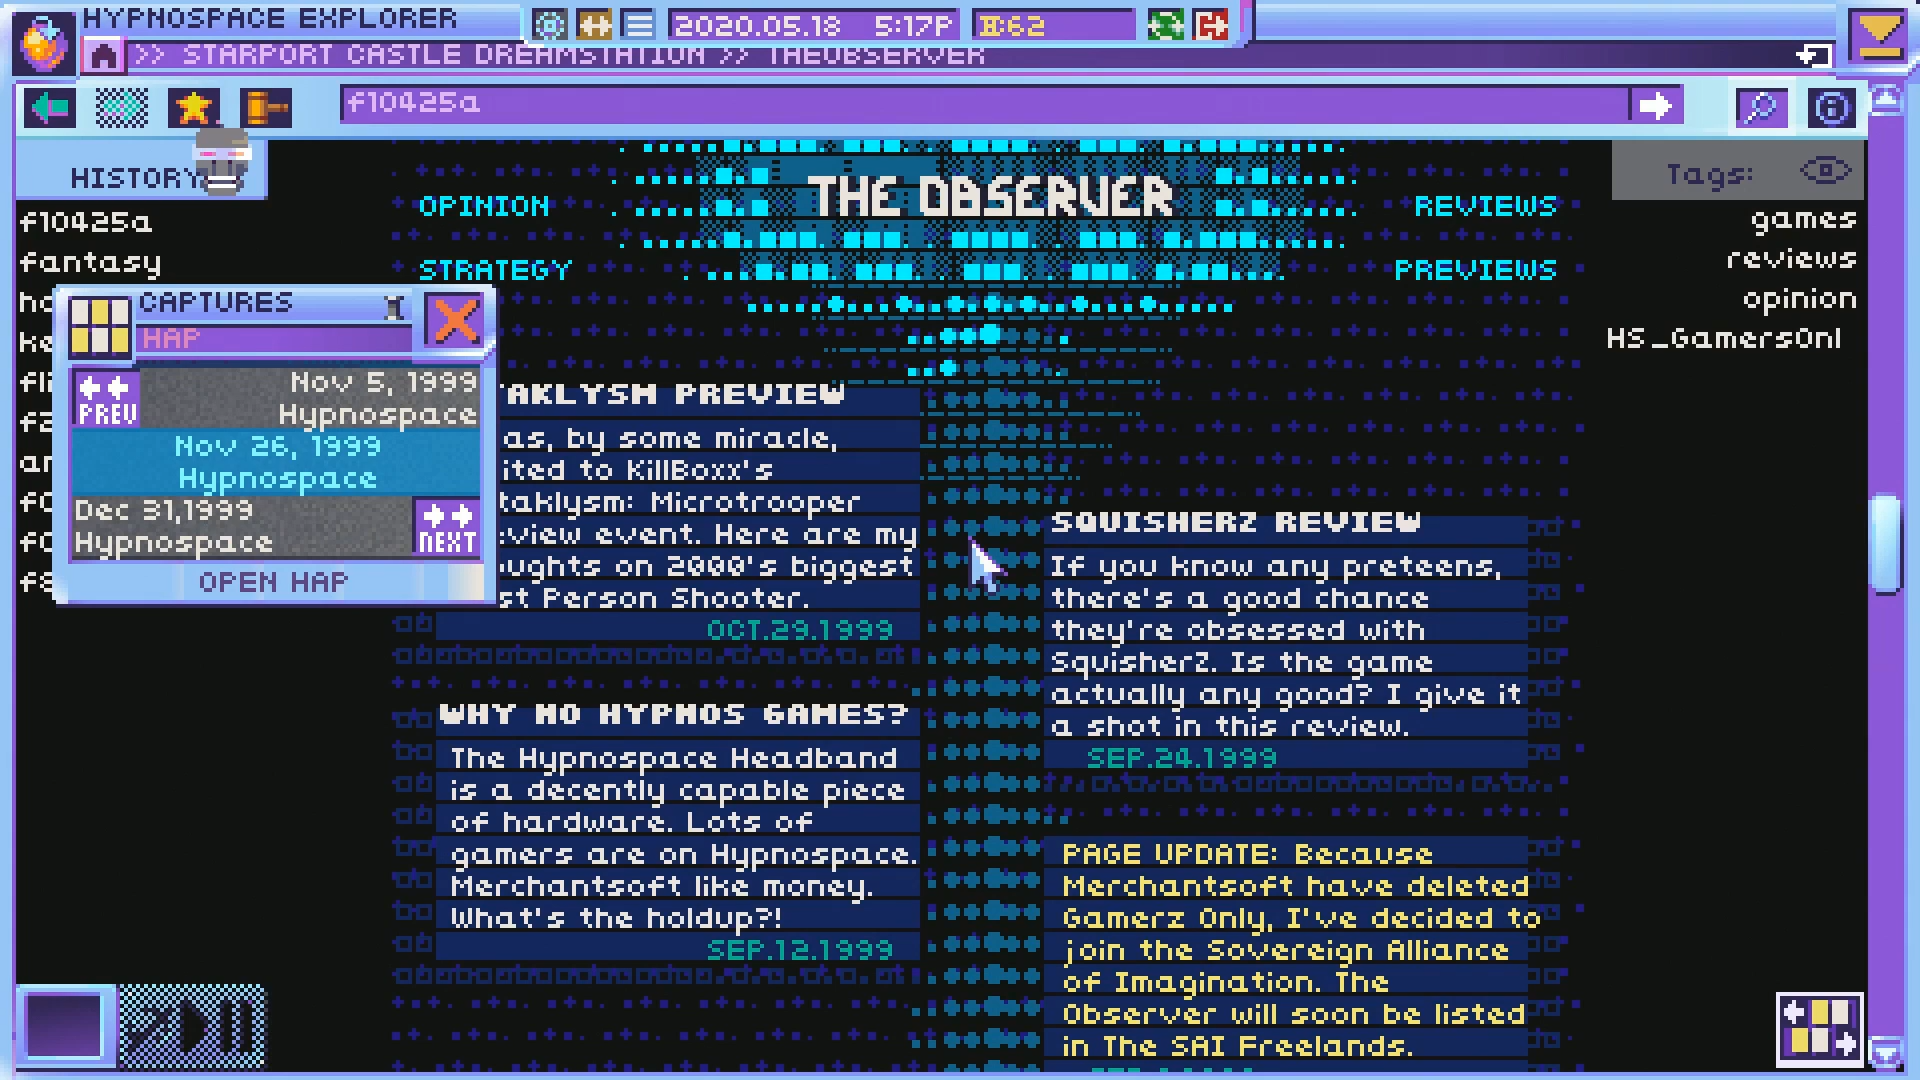 HYPNOSPACE EXPLORER
2020.05.18 5:17P
62
>> STARPORT CASTLE DREAMSTATION >> THEOBSERVER
f10425a
HISTORY
f10425a
fantasy
CAPTURES
HAP
Nov 5, 1999
Hypnospace
PREV
Nov 26, 1999
Hypnospace
Dec 31,1999
Hypnospace
NEXT
OPEN HAP
THE OBSERVER
OPINION
REVIEWS
STRATEGY
PREVIEWS
AKLYSM PREVIEW
as, by some miracle,
ited to KillBoxx's
taklysm: Microtrooper
view event. Here are my
ughts on 2000's biggest
st Person Shooter.
OCT.29.1999
WHY NO HYPNOS GAMES?
The Hypnospace Headband
is a decently capable piece
of hardware. Lots of
gamers are on Hypnospace.
Merchantsoft like money.
What's the holdup?!
SEP.12.1999
SQUISHERZ REVIEW
If you know any preteens,
there's a good chance
they're obsessed with
SquisherZ. Is the game
actually any good? I give it
a shot in this review.
SEP.24.1999
PAGE UPDATE: Because
Merchantsoft have deleted
Gamerz Only, I've decided to
join the Sovereign Alliance
of Imagination. The
Observer will soon be listed
in The SAI Freelands.
Tags:
games
reviews
opinion
HS_GamersOnl